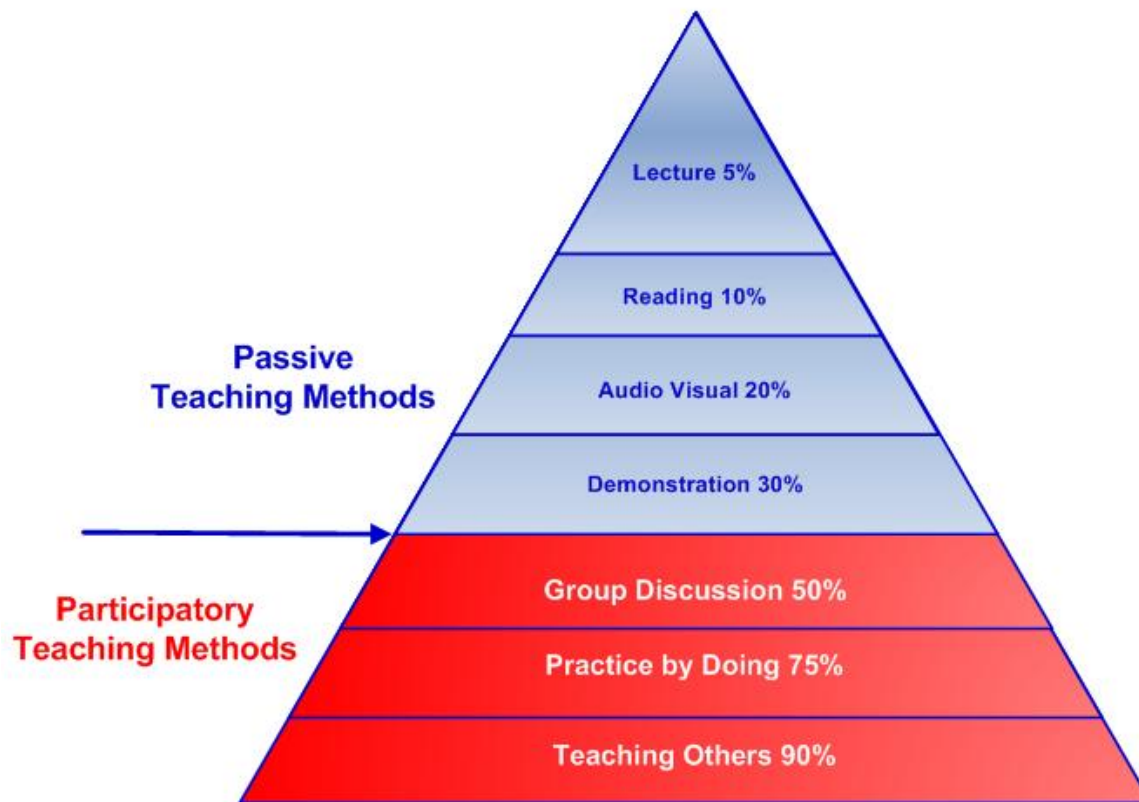 Lecture 5%
Reading 10%
Passive
Teaching Methods
Audio Visual 20%
Demonstration 30%
Participatory
Teaching Methods
Group Discussion 50%
Practice by Doing 75%
Teaching Others 90%